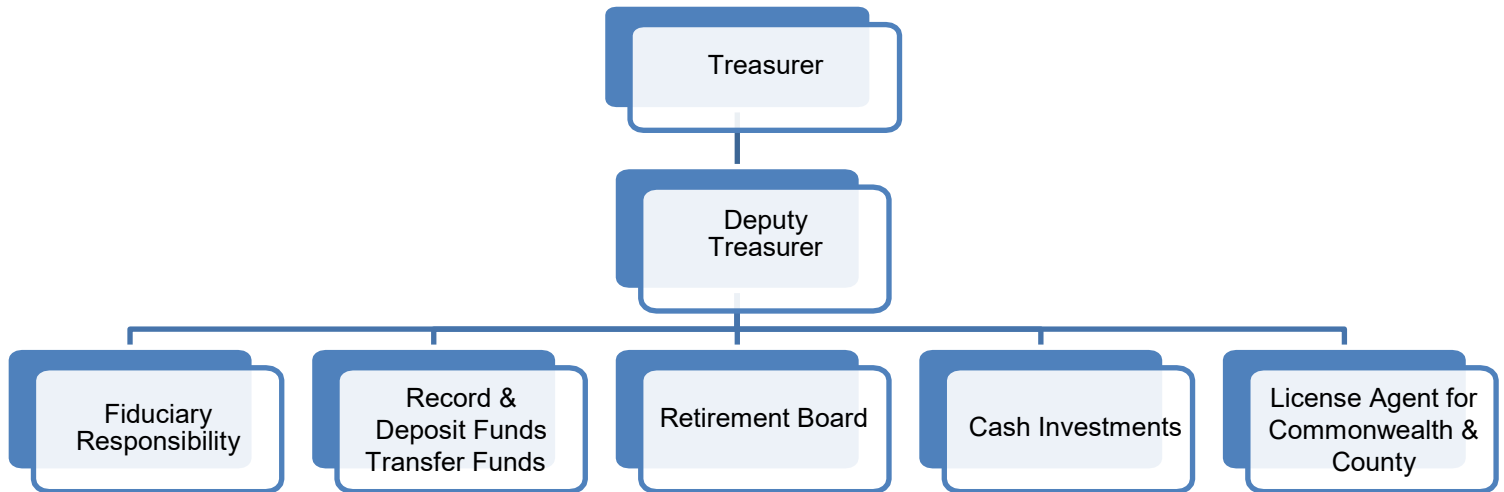 Treasurer
Deputy
Treasurer
Fiduciary
Responsibility
Record &
Deposit Funds
Transfer Funds
Retirement Board
Cash Investments
License Agent for
Commonwealth &
County